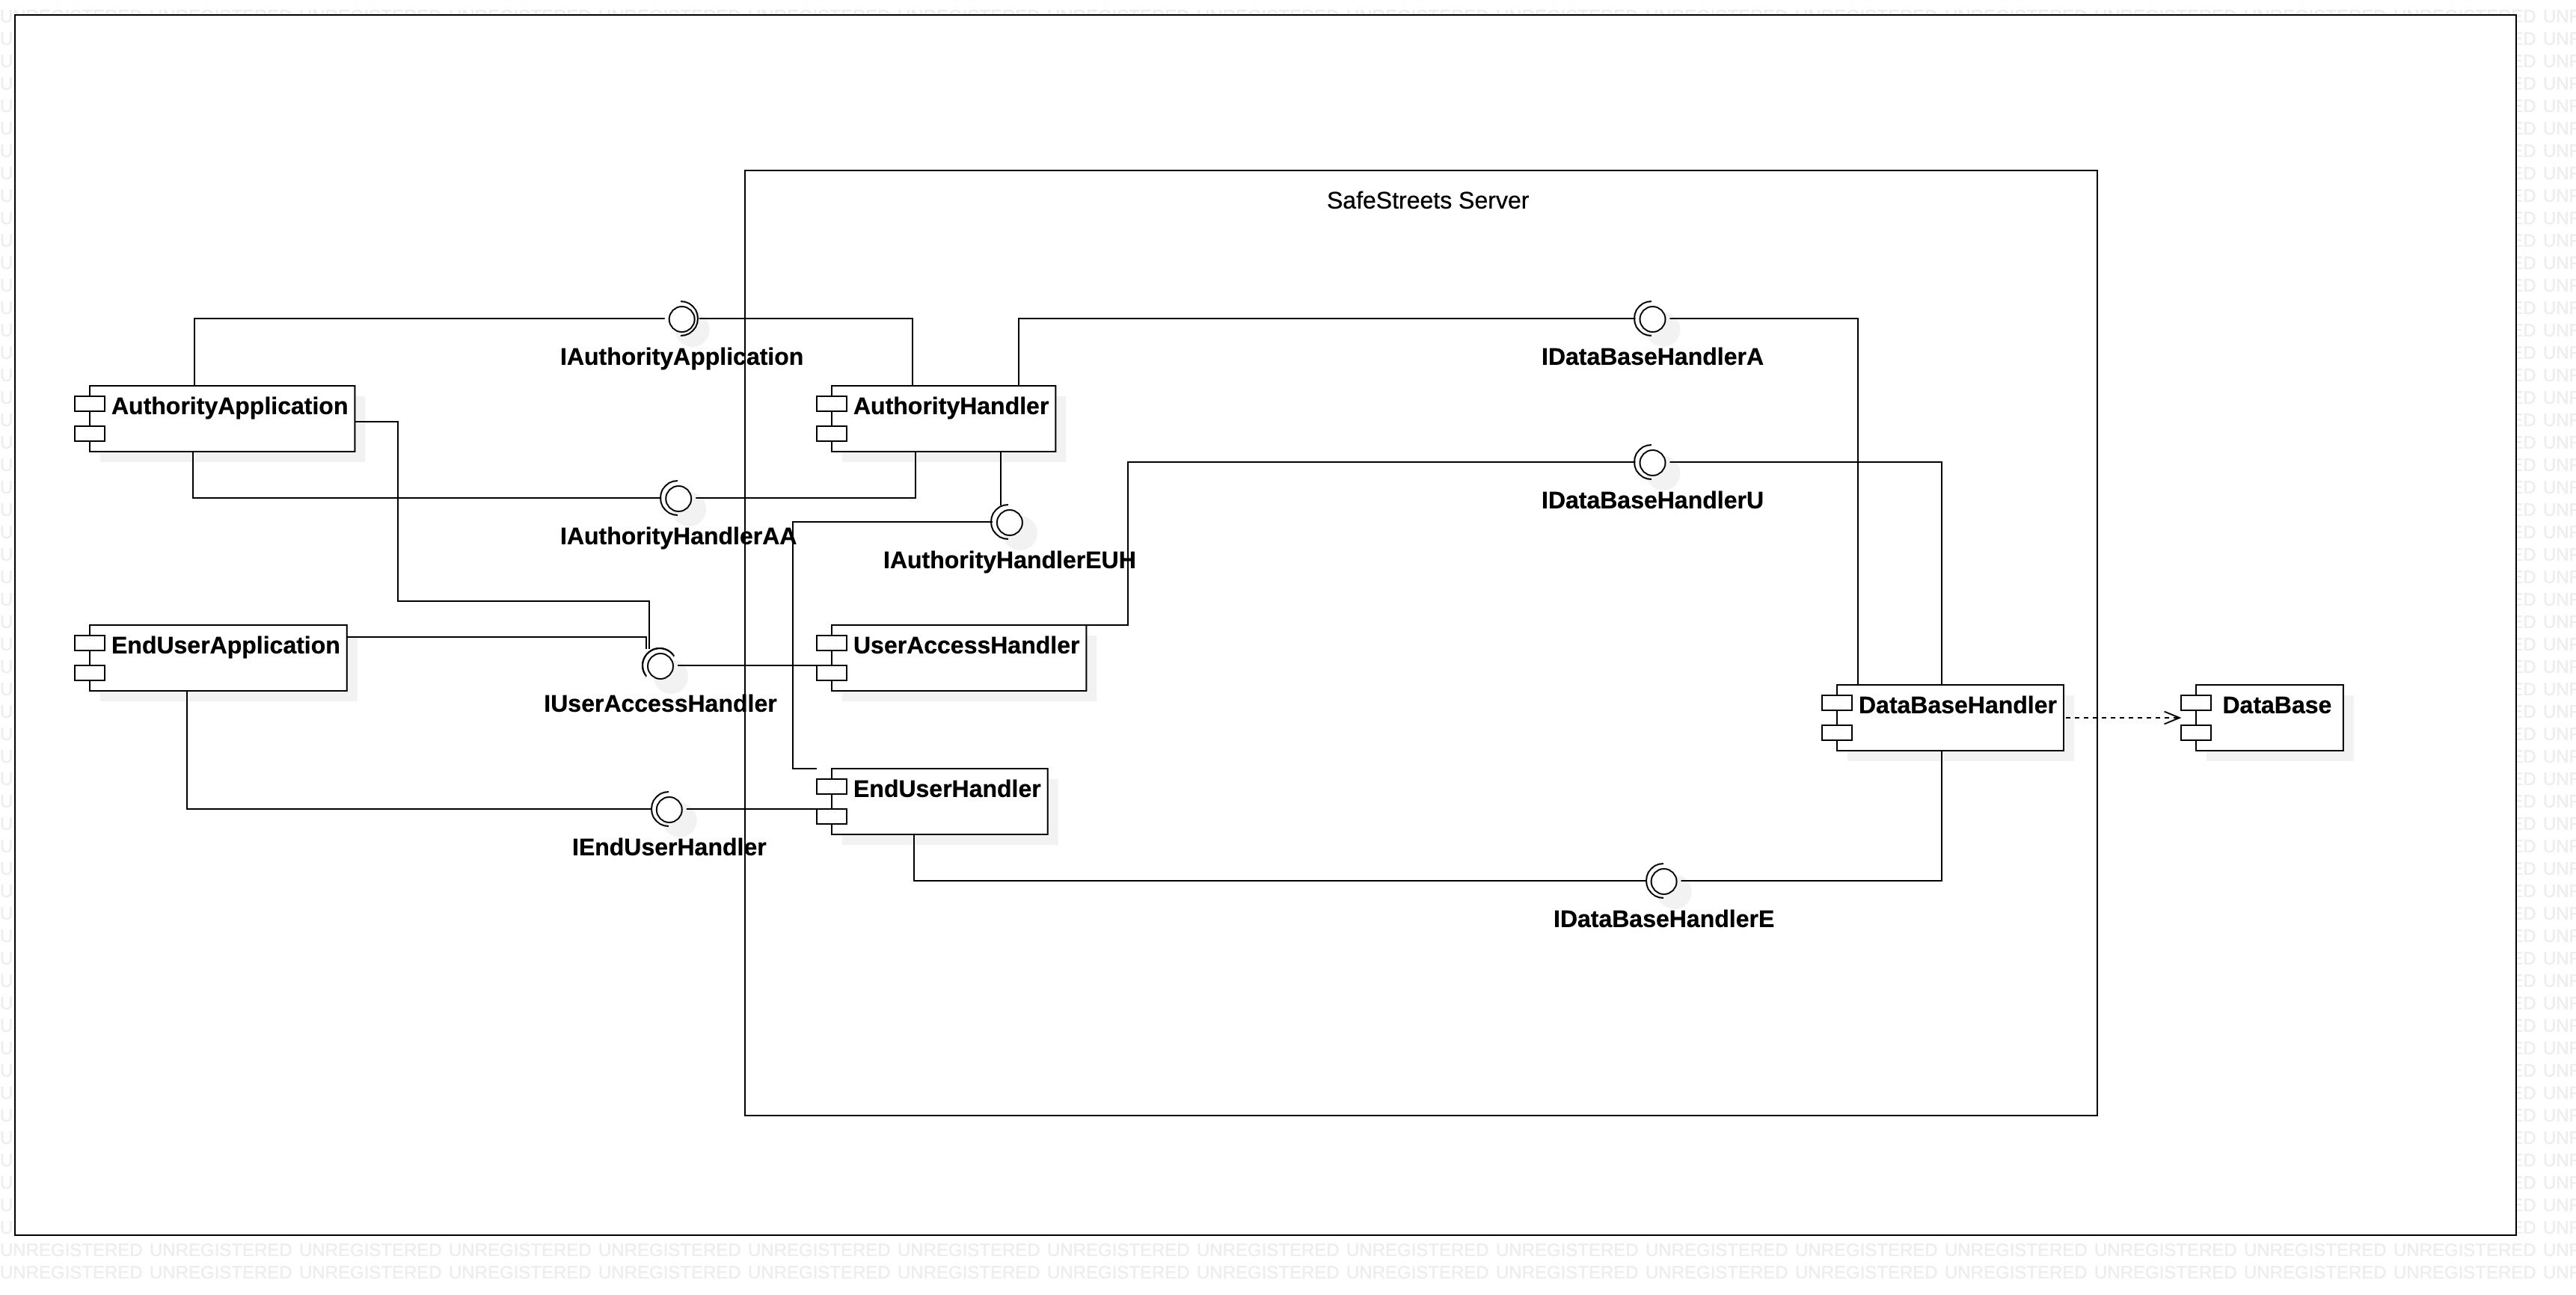 SafeStreets Server
IAuthorityApplication
IDataBaseHandlerA
AuthorityApplication
AuthorityHandler
IDataBaseHandlerU
IAuthorityHandlerAA
IAuthorityHandlerEUH
EndUserApplication
UserAccessHandler
IUserAccessHandler
DataBaseHandler
DataBase
EndUserHandler
IEndUserHandler
IDataBaseHandlerE
UNREGISTERED UNREGISTERED UNREGISTERED UNREGISTERED UNREGISTERED UNREGISTERED UNREGISTERED UNREGISTERED UNREGISTERED UNREGISTERED UNREGISTERED UNREGISTERED UNREGISTERED UNREGISTERED UNREGISTERED UNREGISTERED UNREGISTERED UNF
UNREGISTERED UNREGISTERED UNREGISTERED UNREGISTERED UNREGISTERED UNREGISTERED UNREGISTERED UNREGISTERED UNREGISTERED UNREGISTERED UNREGISTERED UNREGISTERED UNREGISTERED UNREGISTERED UNREGISTERED UNREGISTERED UNREGISTERED UNF